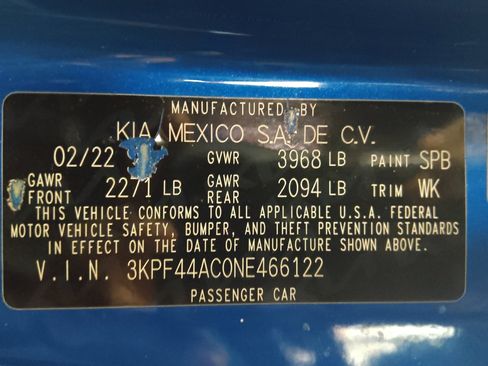 MANUFACTURED BY
KIA MEXICO S.A. DE C.V.
02/22 GVWR 3968 LB PAINT SPB
GAWR FRONT 2271 LB GAWR REAR 2094 LB TRIM WK
THIS VEHICLE CONFORMS TO ALL APPLICABLE U.S.A. FEDERAL
MOTOR VEHICLE SAFETY, BUMPER, AND THEFT PREVENTION STANDARDS
IN EFFECT ON THE DATE OF MANUFACTURE SHOWN ABOVE.
V.I.N. 3KPF44AC0NE466122
PASSENGER CAR